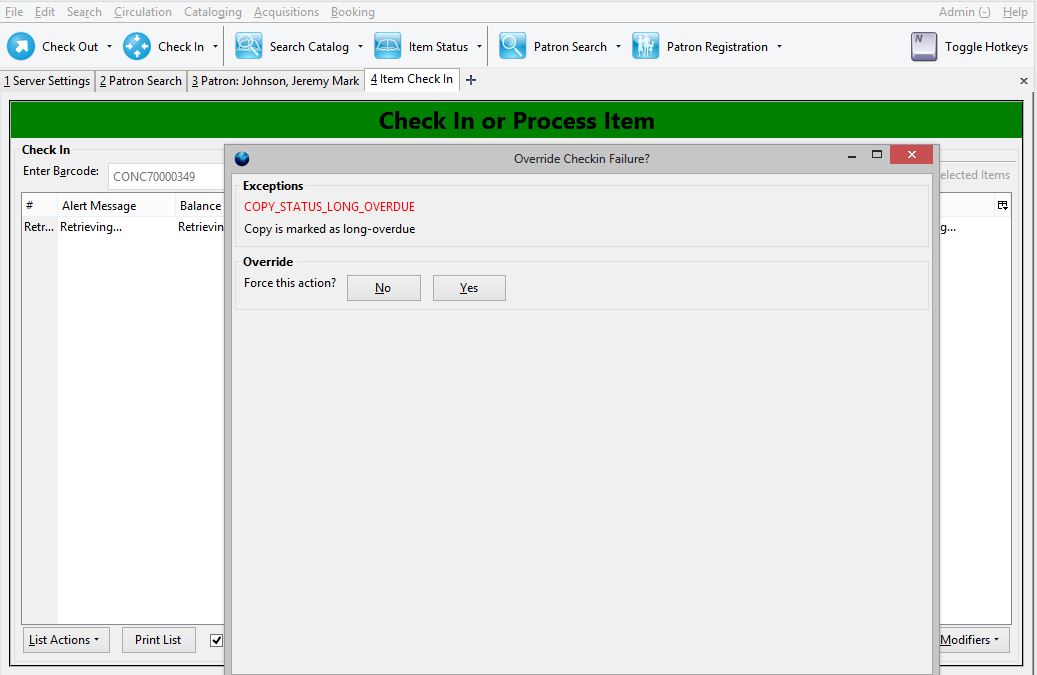 File Edit Search Circulation Cataloging Acquisitions Booking Admin (-) Help
Check Out Check In Search Catalog Item Status Patron Search Patron Registration N Toggle Hotkeys
1 Server Settings 2 Patron Search 3 Patron: Johnson, Jeremy Mark 4 Item Check In +
Check In or Process Item
Check In
Enter Barcode: CONC70000349
elected Items
# Alert Message Balance
Retr... Retrieving... Retrievin
g...
Override Checkin Failure?
Exceptions
COPY_STATUS_LONG_OVERDUE
Copy is marked as long-overdue
Override
Force this action? No Yes
List Actions Print List Modifiers